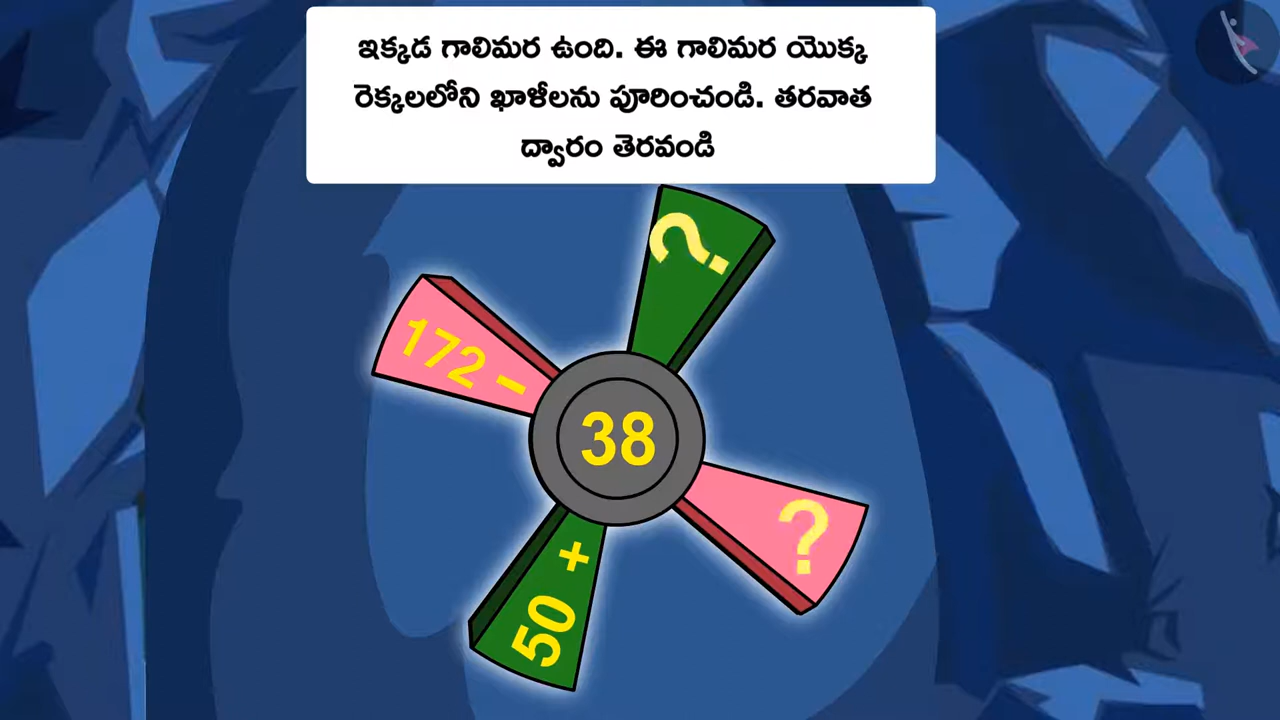 ఇక్కడ గాలిమర ఉంది. ఈ గాలిమర యొక్క
రెక్కలలోని ఖాళీలను పూరించండి. తరవాత
ద్వారం తెరవండి
?
172 -
38
?
50 +